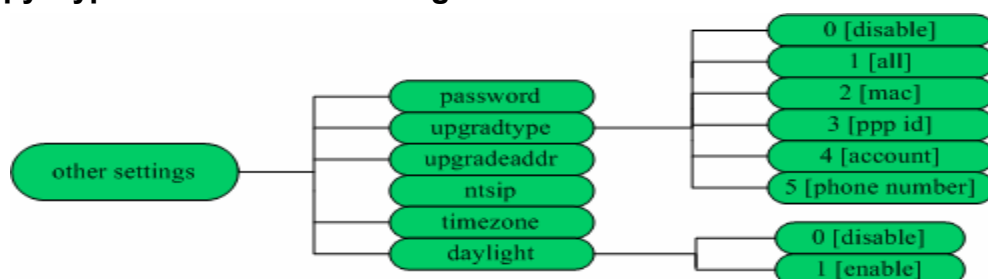 other settings
password
upgradtype
upgradeaddr
ntsip
timezone
daylight
0 [disable]
1 [all]
2 [mac]
3 [ppp id]
4 [account]
5 [phone number]
0 [disable]
1 [enable]